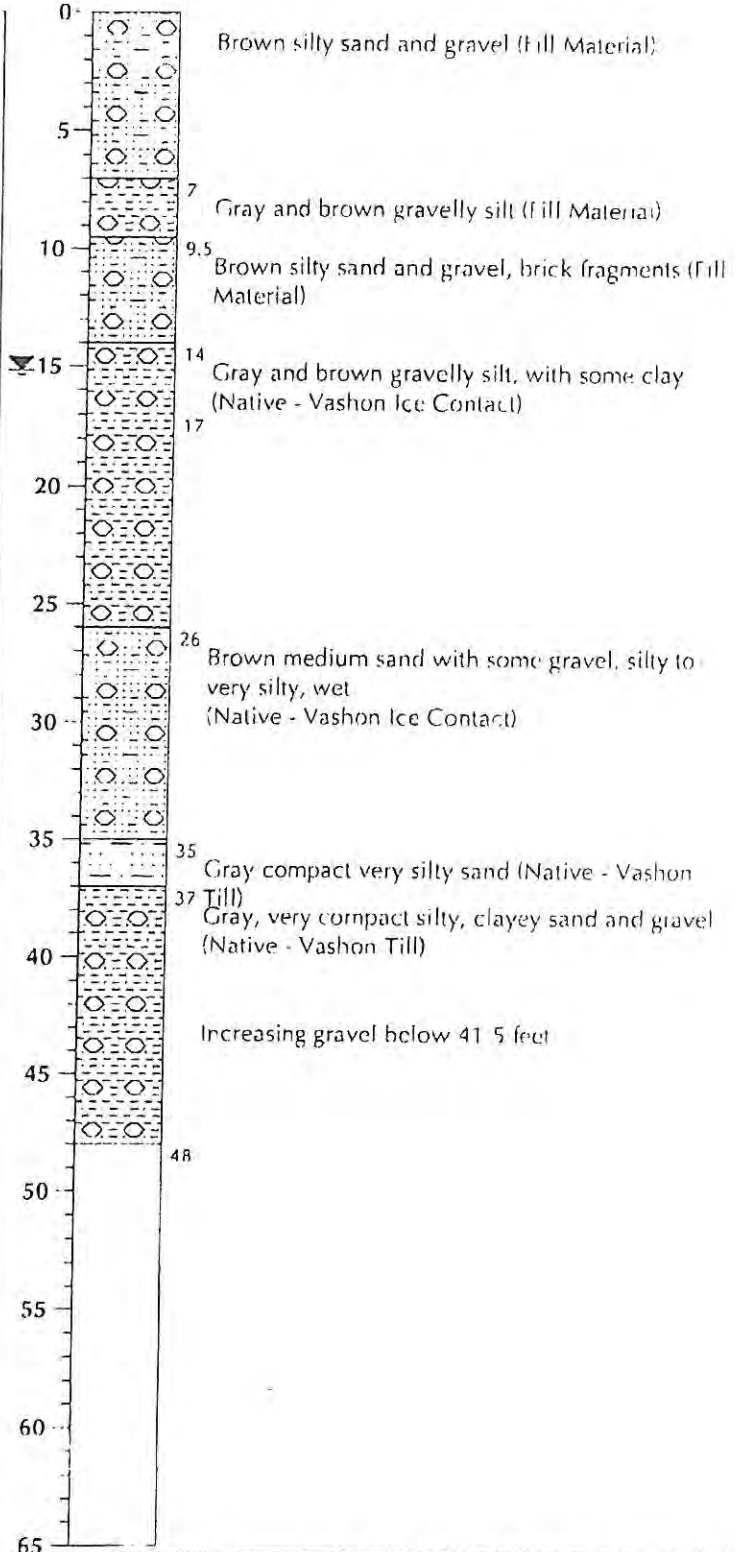 0
Brown silty sand and gravel (Fill Material)
5
7
Gray and brown gravelly silt (Fill Material)
10
9.5
Brown silty sand and gravel, brick fragments (Fill
Material)
15
14
Gray and brown gravelly silt, with some clay
(Native - Vashon Ice Contact)
17
20
25
26
Brown medium sand with some gravel, silty to
very silty, wet
(Native - Vashon Ice Contact)
30
35
35
Gray compact very silty sand (Native - Vashon
Till)
37
Gray, very compact silty, clayey sand and gravel
(Native - Vashon Till)
40
Increasing gravel below 41.5 feet
45
48
50
55
60
65